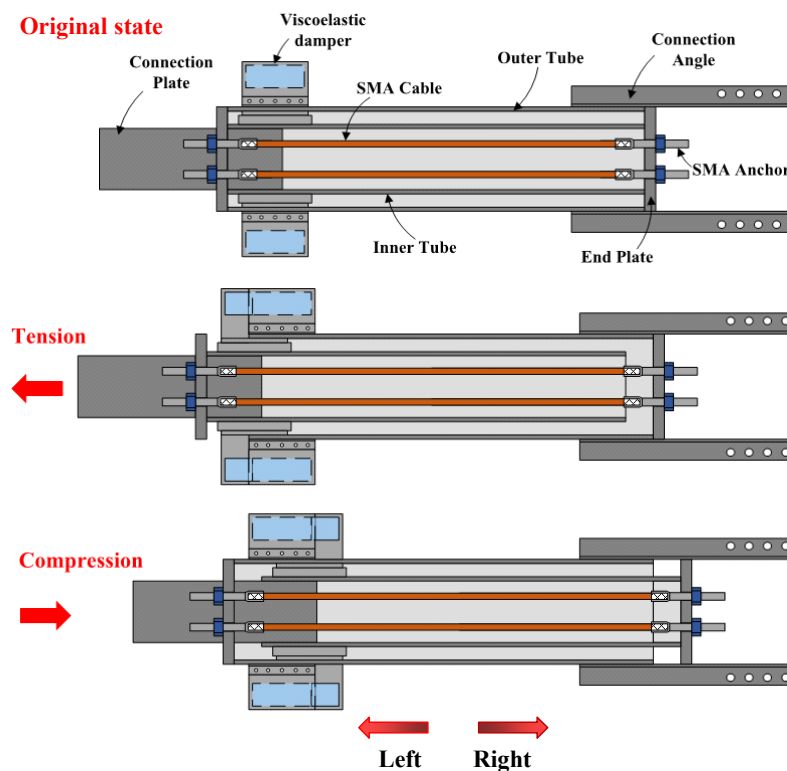 Original state
Viscoelastic
damper
Connection
Plate
SMA Cable
Outer Tube
Connection
Angle
SMA Anchor
Inner Tube
End Plate
Tension
Compression
Left
Right